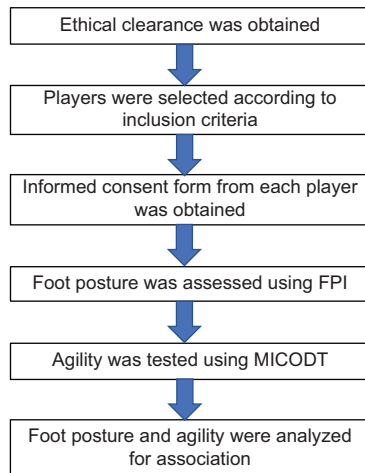 Ethical clearance was obtained
Players were selected according to
inclusion criteria
Informed consent form from each player
was obtained
Foot posture was assessed using FPI
Agility was tested using MICODT
Foot posture and agility were analyzed
for association